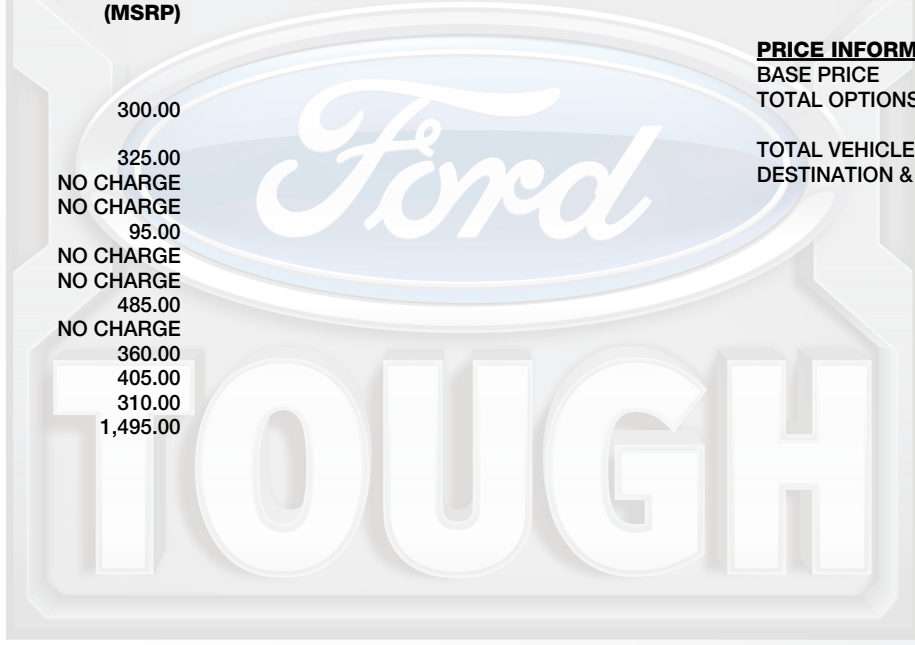 (MSRP)
300.00
325.00
NO CHARGE
NO CHARGE
95.00
NO CHARGE
NO CHARGE
485.00
NO CHARGE
360.00
405.00
310.00
1,495.00
PRICE INFORM
BASE PRICE
TOTAL OPTIONS
TOTAL VEHICLE
DESTINATION &
Ford
TOUGH